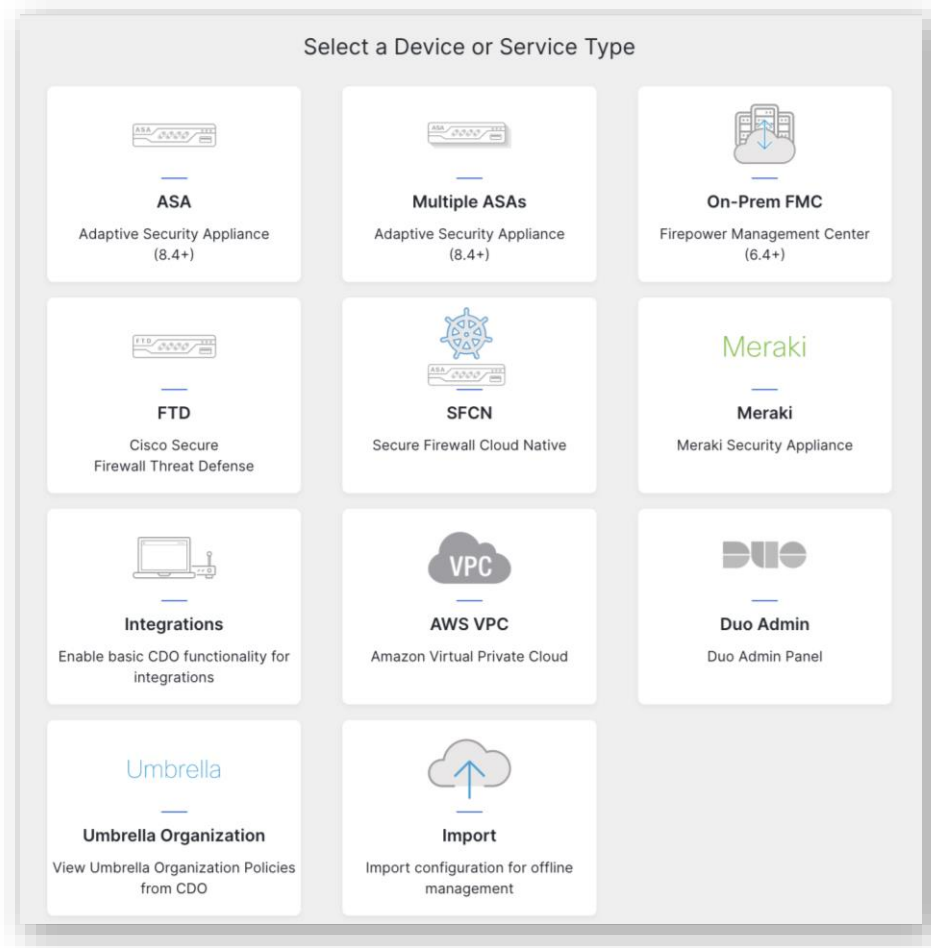 Select a Device or Service Type
ASA
ASA
Adaptive Security Appliance
(8.4+)
ASA
Multiple ASAs
Adaptive Security Appliance
(8.4+)
On-Prem FMC
Firepower Management Center
(6.4+)
FTD
FTD
Cisco Secure
Firewall Threat Defense
ASA
SFCN
Secure Firewall Cloud Native
Meraki
Meraki
Meraki Security Appliance
Integrations
Enable basic CDO functionality for
integrations
VPC
AWS VPC
Amazon Virtual Private Cloud
DUO
Duo Admin
Duo Admin Panel
Umbrella
Umbrella Organization
View Umbrella Organization Policies
from CDO
Import
Import configuration for offline
management